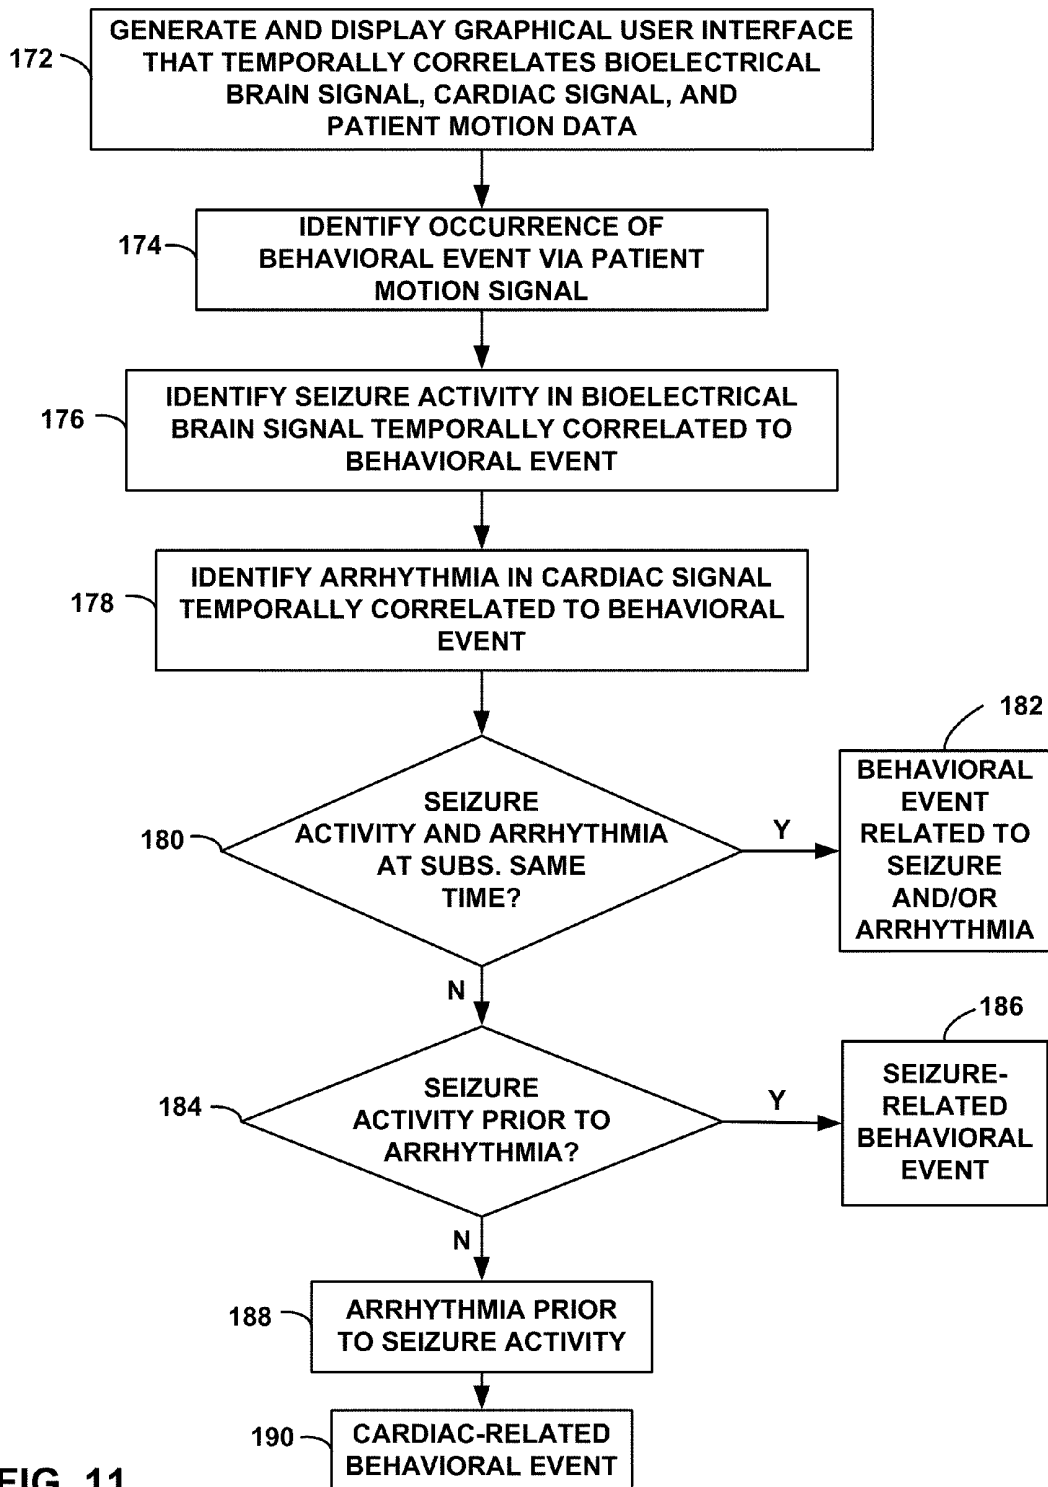 172
GENERATE AND DISPLAY GRAPHICAL USER INTERFACE
THAT TEMPORALLY CORRELATES BIOELECTRICAL
BRAIN SIGNAL, CARDIAC SIGNAL, AND
PATIENT MOTION DATA
174
IDENTIFY OCCURRENCE OF
BEHAVIORAL EVENT VIA PATIENT
MOTION SIGNAL
176
IDENTIFY SEIZURE ACTIVITY IN BIOELECTRICAL
BRAIN SIGNAL TEMPORALLY CORRELATED TO
BEHAVIORAL EVENT
178
IDENTIFY ARRHYTHMIA IN CARDIAC SIGNAL
TEMPORALLY CORRELATED TO BEHAVIORAL
EVENT
180
SEIZURE
ACTIVITY AND ARRHYTHMIA
AT SUBS. SAME
TIME?
Y
182
BEHAVIORAL
EVENT
RELATED TO
SEIZURE
AND/OR
ARRHYTHMIA
N
184
SEIZURE
ACTIVITY PRIOR TO
ARRHYTHMIA?
Y
186
SEIZURE-
RELATED
BEHAVIORAL
EVENT
N
188
ARRHYTHMIA PRIOR
TO SEIZURE ACTIVITY
190
CARDIAC-RELATED
BEHAVIORAL EVENT
FIG. 11